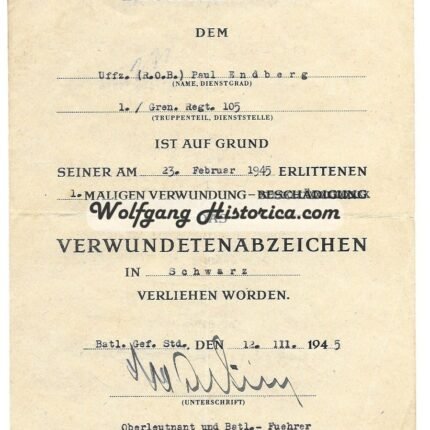 DEM
Uffz. (R.O.B.) Paul Endberg
(NAME, DIENSTGRAD)
1. / Gren. Regt. 105
(TRUPPENTEIL, DIENSTSTELLE)
IST AUF GRUND
SEINER AM 23. Februar 1945 ERLITTENEN
1. MALIGEN VERWUNDUNG – BESCHÄDIGUNG
Wolfgang Historica.com
DAS
VERWUNDETENABZEICHEN
IN Schwarz
VERLIEHEN WORDEN.
Batl. Gef. Std., DEN 12. III. 1945
(UNTERSCHRIFT)
Oberleutnant und Batl.- Fuehrer